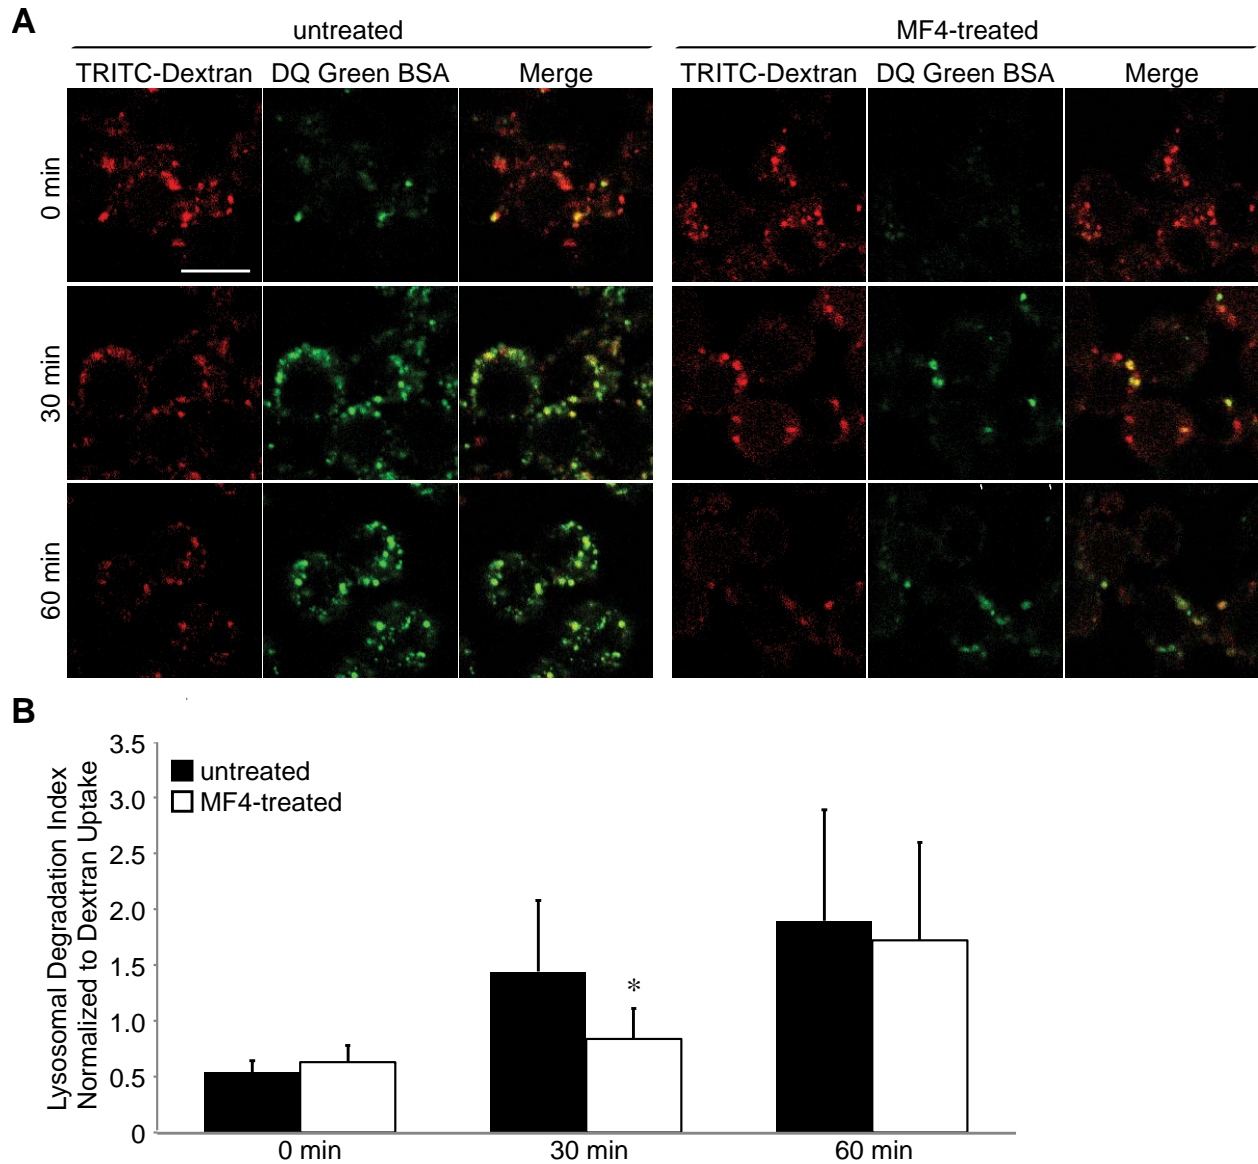 A
untreated
MF4-treated
TRITC-Dextran DQ Green BSA Merge
TRITC-Dextran DQ Green BSA Merge
0 min
30 min
60 min
B
Lysosomal Degradation Index
Normalized to Dextran Uptake
3.5
3.0
2.5
2.0
1.5
1.0
0.5
0
untreated
MF4-treated
*
0 min 30 min 60 min